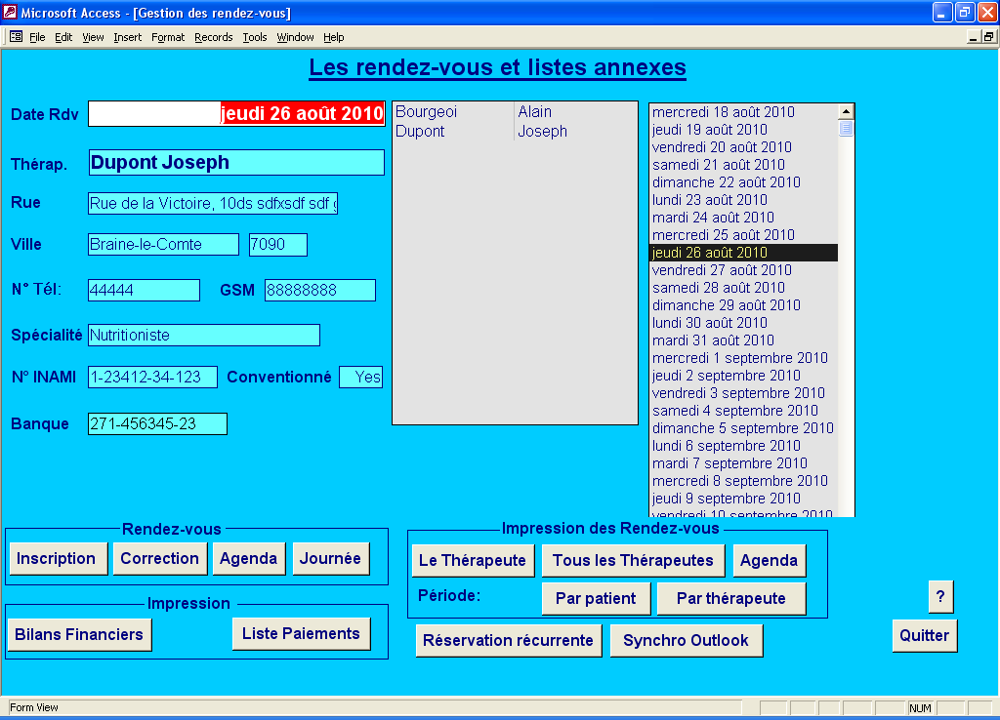 Microsoft Access - [Gestion des rendez-vous]
File Edit View Insert Format Records Tools Window Help
Les rendez-vous et listes annexes
Date Rdv jeudi 26 août 2010
Thérap. Dupont Joseph
Rue Rue de la Victoire, 10ds sdfxsdf sdf
Ville Braine-le-Comte 7090
N° Tél: 44444 GSM 88888888
Spécialité Nutritioniste
N° INAMI 1-23412-34-123 Conventionné Yes
Banque 271-456345-23
Bourgeoi Alain
Dupont Joseph
mercredi 18 août 2010
jeudi 19 août 2010
vendredi 20 août 2010
samedi 21 août 2010
dimanche 22 août 2010
lundi 23 août 2010
mardi 24 août 2010
mercredi 25 août 2010
jeudi 26 août 2010
vendredi 27 août 2010
samedi 28 août 2010
dimanche 29 août 2010
lundi 30 août 2010
mardi 31 août 2010
mercredi 1 septembre 2010
jeudi 2 septembre 2010
vendredi 3 septembre 2010
samedi 4 septembre 2010
dimanche 5 septembre 2010
lundi 6 septembre 2010
mardi 7 septembre 2010
mercredi 8 septembre 2010
jeudi 9 septembre 2010
vendredi 10 septembre 2010
Rendez-vous
Inscription Correction Agenda Journée
Impression
Bilans Financiers Liste Paiements
Impression des Rendez-vous
Le Thérapeute Tous les Thérapeutes Agenda
Période: Par patient Par thérapeute
Réservation récurrente Synchro Outlook
?
Quitter
Form View NUM